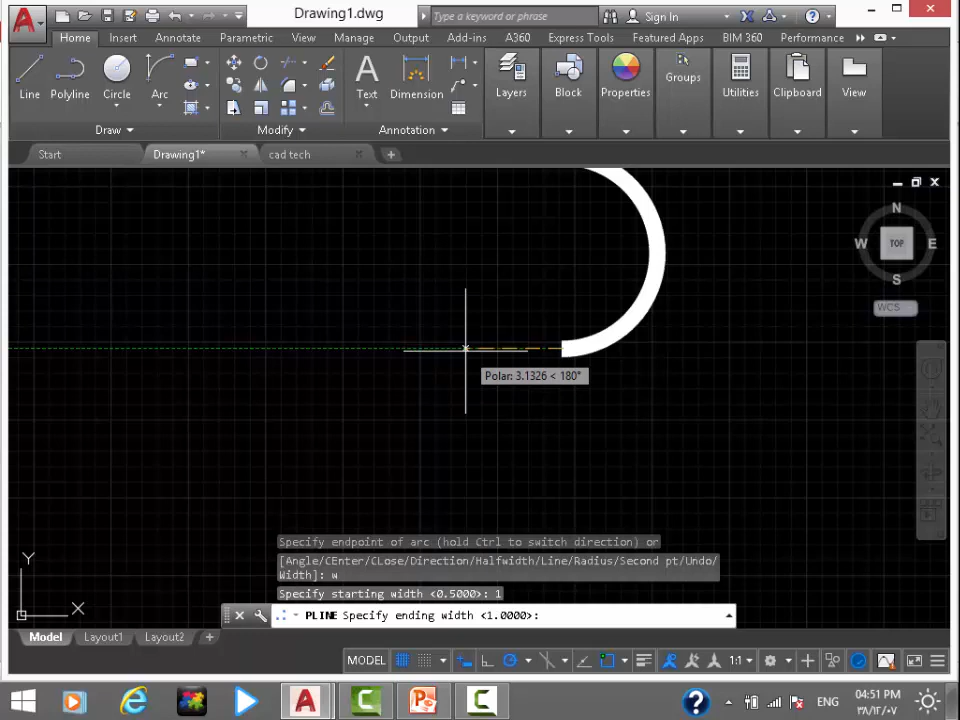 Drawing1.dwg
Type a keyword or phrase
Sign In
Home Insert Annotate Parametric View Manage Output Add-ins A360 Express Tools Featured Apps BIM 360 Performance
Line Polyline Circle Arc Text Dimension Layers Block Properties Groups Utilities Clipboard View
Draw Modify Annotation
Start Drawing1* cad tech
N
W TOP E
S
WCS
Polar: 3.1326 < 180°
Specify endpoint of arc (hold Ctrl to switch direction) or
[Angle/CEnter/CLose/Direction/Halfwidth/Line/Radius/Second pt/Undo/
Width]: w
Specify starting width <0.5000>: 1
PLINE Specify ending width <1.0000>:
Y
X
Model Layout1 Layout2
MODEL 1:1
ENG 04:51 PM
٣٨/١٢/٠٧